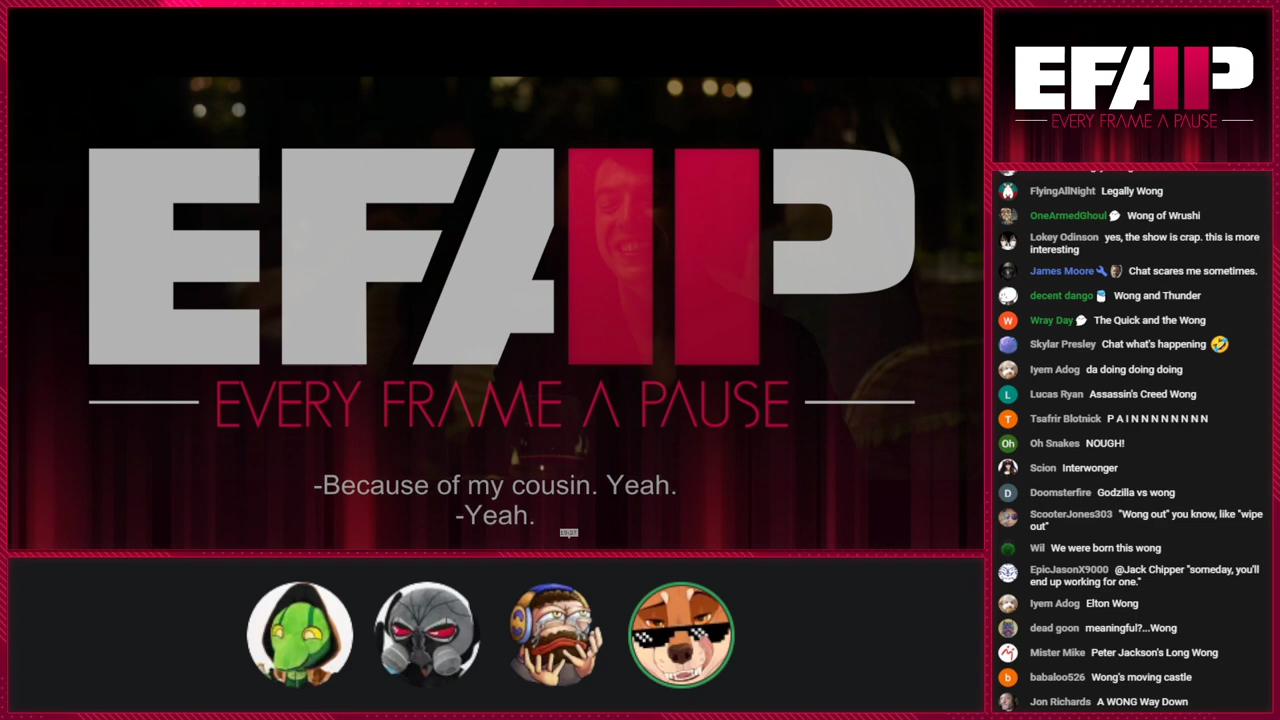 EFAP
EVERY FRAME A PAUSE
-Because of my cousin. Yeah.
-Yeah.
EFAP
EVERY FRAME A PAUSE
FlyingAllNight Legally Wong
OneArmedGhoul Wong of Wrushi
Lokey Odinson yes, the show is crap. this is more
interesting
James Moore Chat scares me sometimes.
decent dango Wong and Thunder
W
Wray Day The Quick and the Wong
Skylar Presley Chat what's happening
Iyem Adog da doing doing doing
L
Lucas Ryan Assassin's Creed Wong
T
Tsafrir Blotnick P A I N N N N N N N N
Oh
Oh Snakes NOUGH!
Scion Interwonger
D
Doomsterfire Godzilla vs wong
ScooterJones303 "Wong out" you know, like "wipe
out"
Wil We were born this wong
EpicJasonX9000 @Jack Chipper "someday, you'll
end up working for one."
Iyem Adog Elton Wong
dead goon meaningful?...Wong
Mister Mike Peter Jackson's Long Wong
b
babaloo526 Wong's moving castle
Jon Richards A WONG Way Down